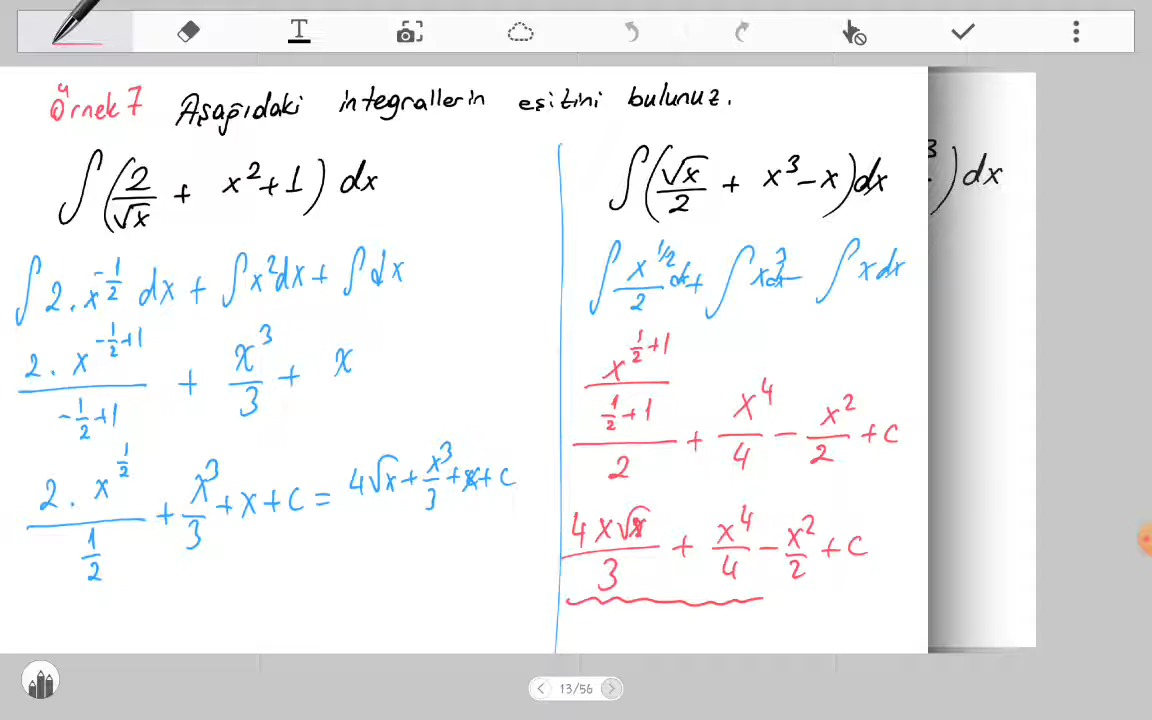 Örnek 7 Aşağıdaki integrallerin eşitini bulunuz.
∫(2/√x + x²+1) dx
∫ 2.x^(-1/2) dx + ∫x²dx + ∫dx
2.x^(-1/2+1)/(-1/2+1) + x³/3 + x
2.x^(1/2)/(1/2) + x³/3 + x + c = 4√x + x³/3 + x + c
∫(√x/2 + x³-x)dx
∫ x^(1/2)/2 dx + ∫x³dx - ∫xdx
(x^(1/2+1)/(1/2+1))/2 + x⁴/4 - x²/2 + c
4x√x/3 + x⁴/4 - x²/2 + c
3
)dx
T
13/56